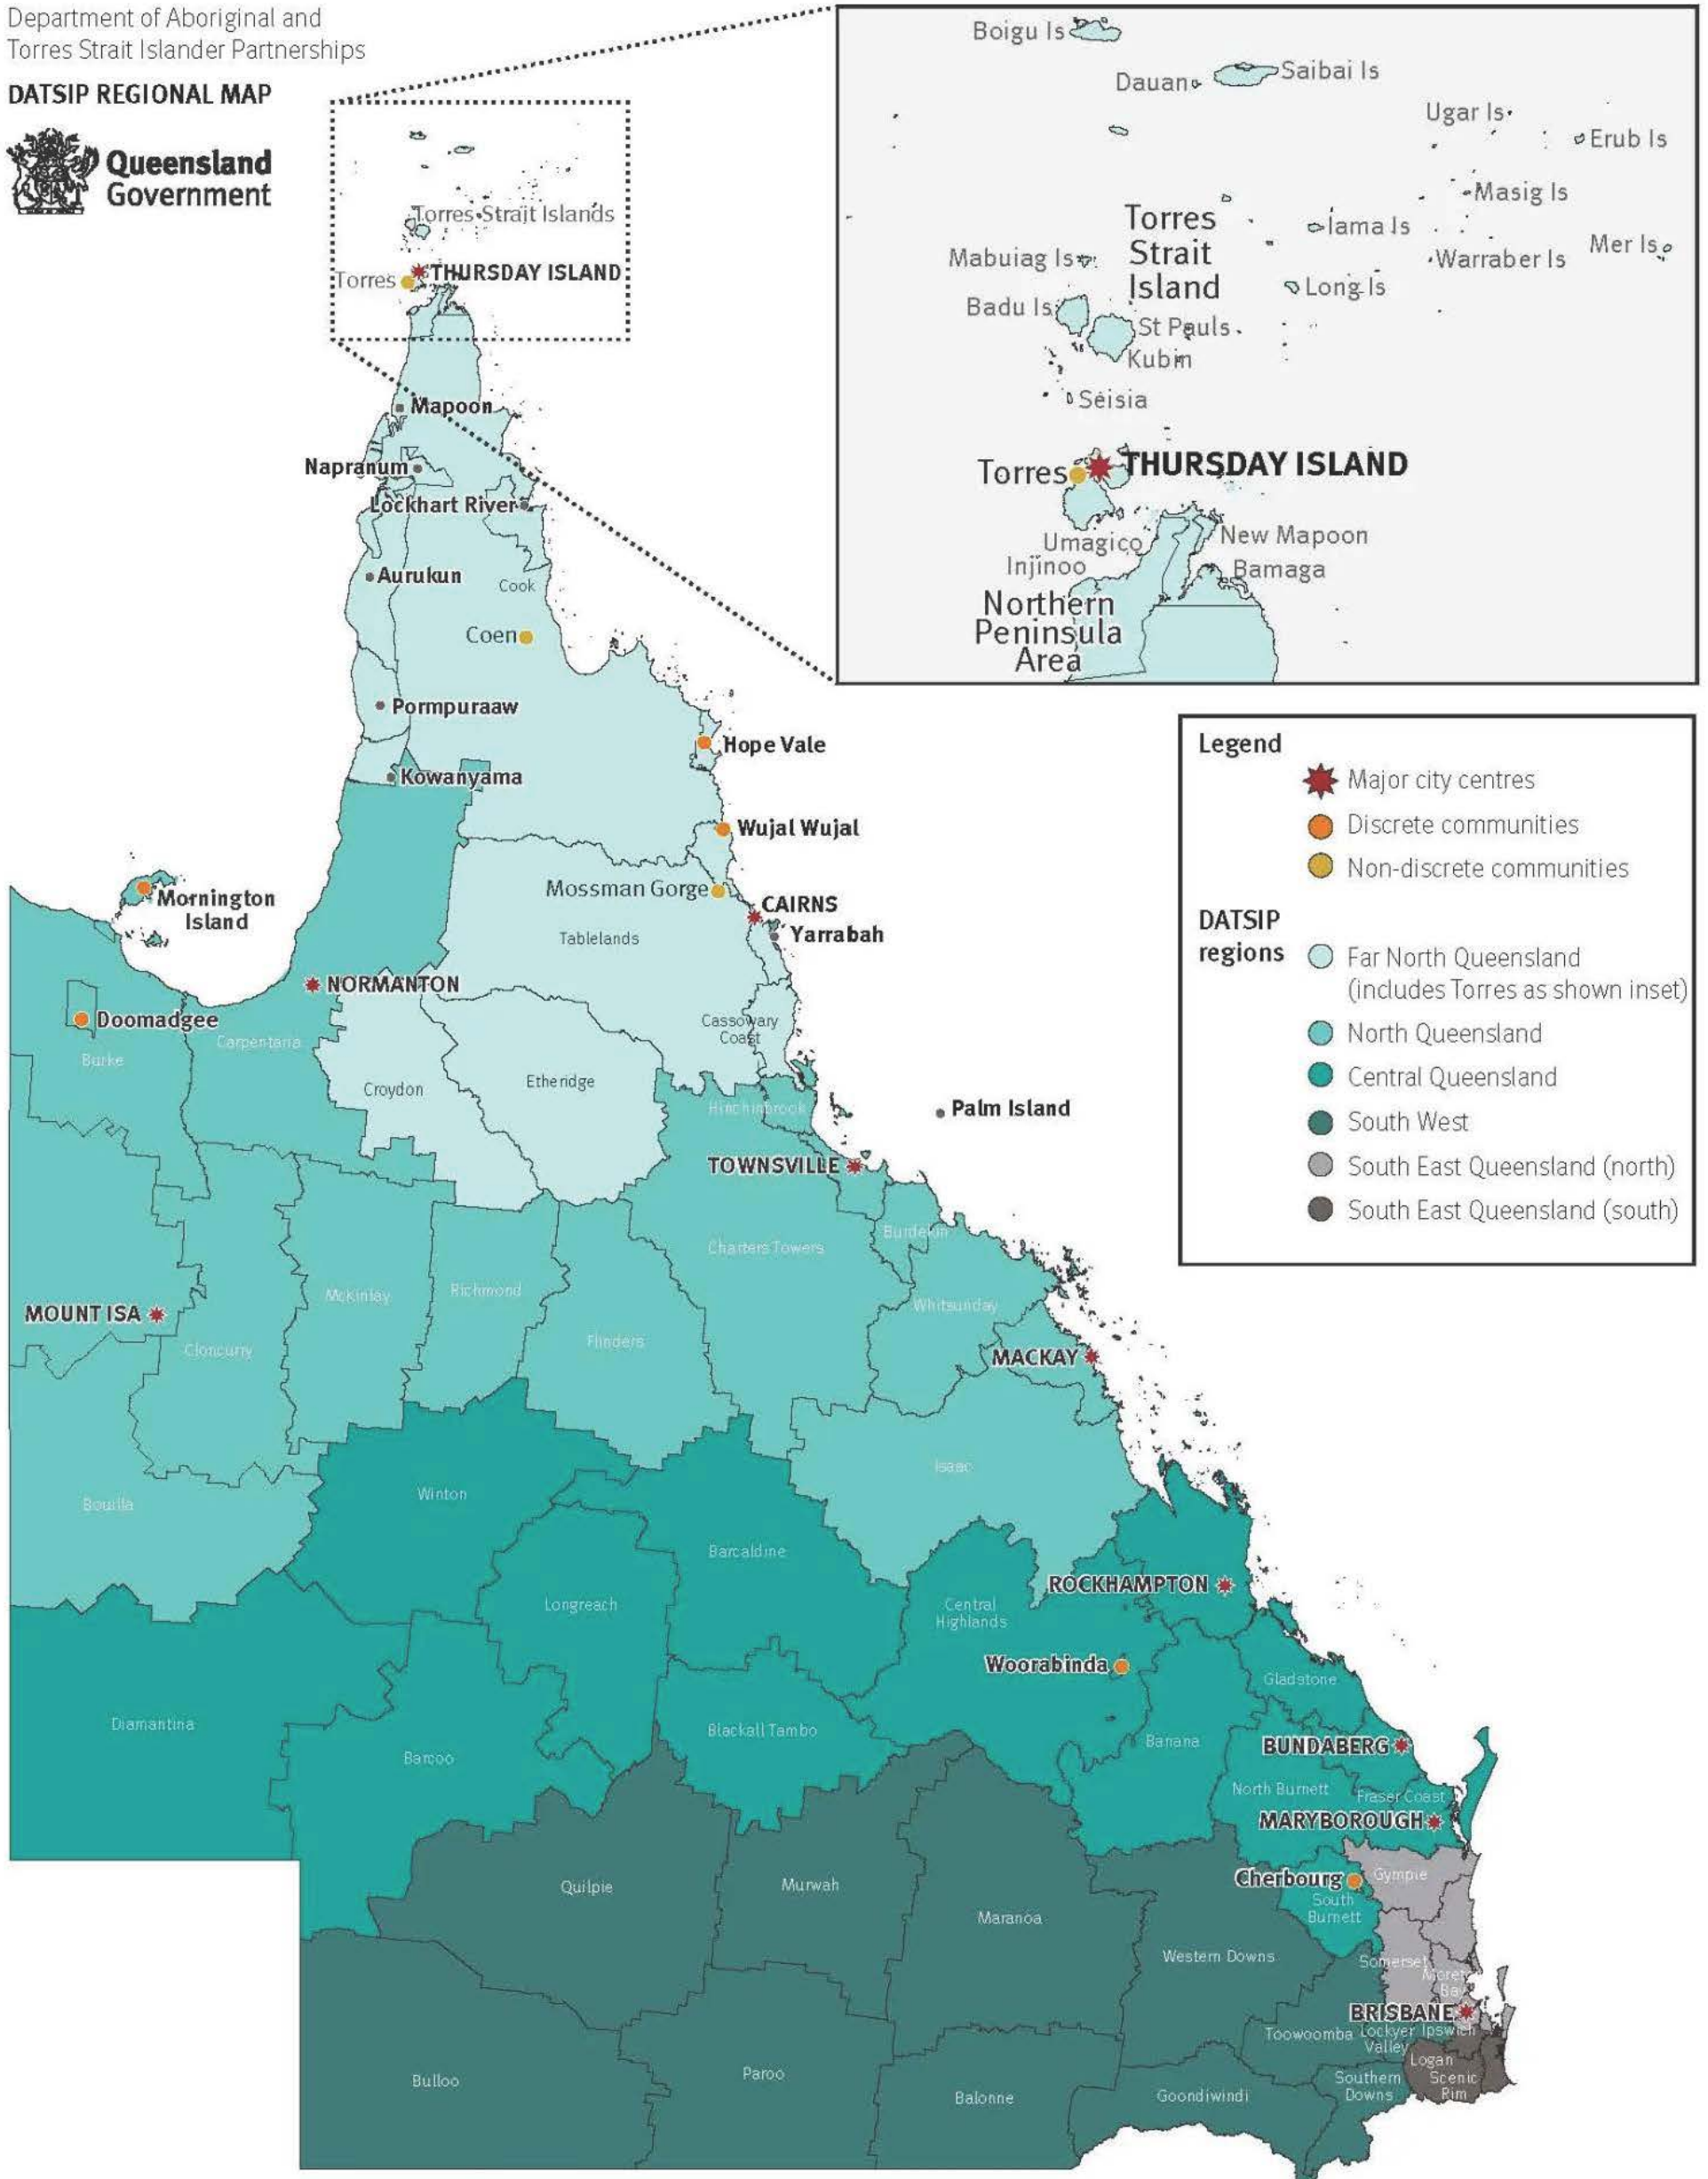 Department of Aboriginal and
Torres Strait Islander Partnerships
DATSIP REGIONAL MAP
Queensland
Government
Boigu Is
Dauan
Saibai Is
Ugar Is
Erub Is
Masig Is
Torres
Strait
Island
Iama Is
Mer Is
Mabuiag Is
Warraber Is
Long Is
Badu Is
St Pauls
Kubin
Seisia
Torres
THURSDAY ISLAND
Umagico
New Mapoon
Injinoo
Bamaga
Northern
Peninsula
Area
Torres Strait Islands
THURSDAY ISLAND
Torres
Mapoon
Napranum
Lockhart River
Aurukun
Cook
Coen
Pormpuraaw
Hope Vale
Kowanyama
Wujal Wujal
Mossman Gorge
Mornington
Island
CAIRNS
Yarrabah
Tablelands
NORMANTON
Doomadgee
Cassowary
Coast
Carpentaria
Burke
Croydon
Etheridge
Hinchinbrook
Palm Island
TOWNSVILLE
Burdekin
Charters Towers
Mckinlay
Richmond
Whitsunday
MOUNT ISA
Cloncurry
Flinders
MACKAY
Isaac
Winton
Boullia
Barcaldine
ROCKHAMPTON
Longreach
Central
Highlands
Woorabinda
Gladstone
Diamantina
Blackall Tambo
Barcoo
Banana
BUNDABERG
North Burnett
Fraser Coast
MARYBOROUGH
Cherbourg
Gympie
Quilpie
Murwah
South
Burnett
Maranoa
Western Downs
Somerset
Moret
Bay
BRISBANE
Toowoomba
Lockyer
Valley
Ipswich
Logan
Bulloo
Paroo
Balonne
Goondiwindi
Southern
Downs
Scenic
Rim
Legend
Major city centres
Discrete communities
Non-discrete communities
DATSIP
regions
Far North Queensland
(includes Torres as shown inset)
North Queensland
Central Queensland
South West
South East Queensland (north)
South East Queensland (south)